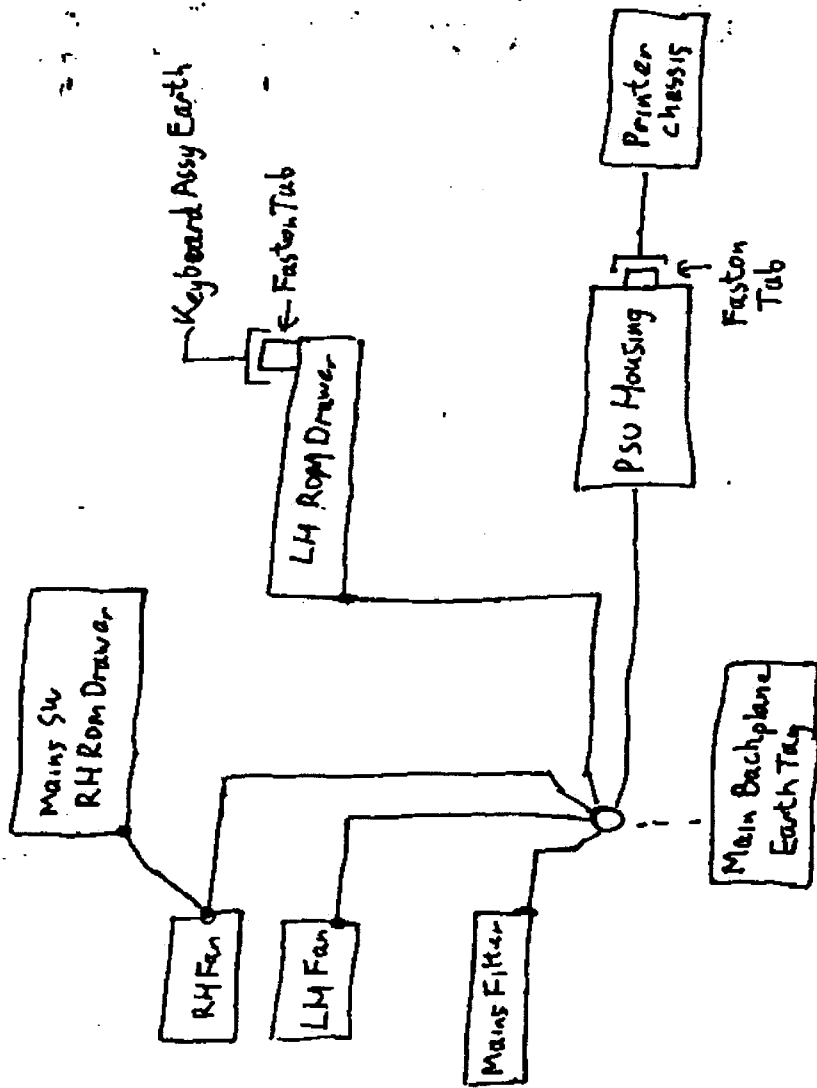 Keyboard Assy Earth
← Faston Tab
Printer
chassis
LH ROM Drawer
PSU Housing
Faston
Tab
Mains SW
RH ROM Drawer
RH Fan
LH Fan
Mains Filter
Main Backplane
Earth Tag